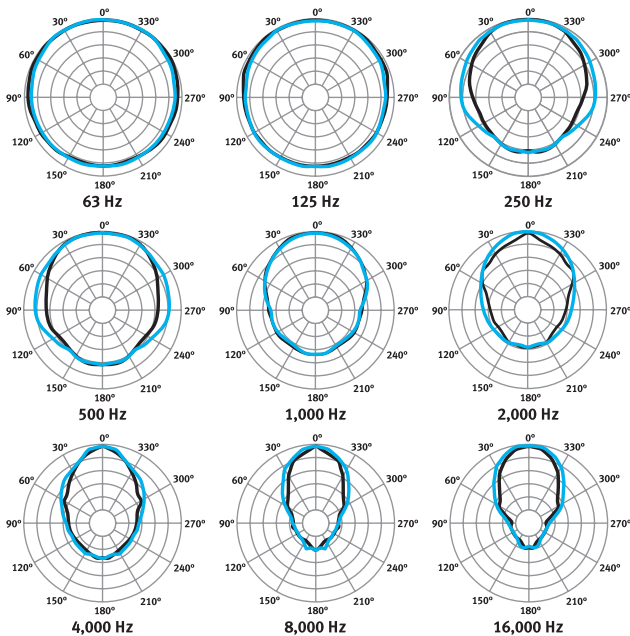 0° 0° 0°
30° 330° 30° 330° 30° 330°
60° 300° 60° 300° 60° 300°
90° 270° 90° 270° 90° 270°
120° 240° 120° 240° 120° 240°
150° 210° 150° 210° 150° 210°
180° 180° 180°
63 Hz 125 Hz 250 Hz
0° 0° 0°
30° 330° 30° 330° 30° 330°
60° 300° 60° 300° 60° 300°
90° 270° 90° 270° 90° 270°
120° 240° 120° 240° 120° 240°
150° 210° 150° 210° 150° 210°
180° 180° 180°
500 Hz 1,000 Hz 2,000 Hz
0° 0° 0°
30° 330° 30° 330° 30° 330°
60° 300° 60° 300° 60° 300°
90° 270° 90° 270° 90° 270°
120° 240° 120° 240° 120° 240°
150° 210° 150° 210° 150° 210°
180° 180° 180°
4,000 Hz 8,000 Hz 16,000 Hz